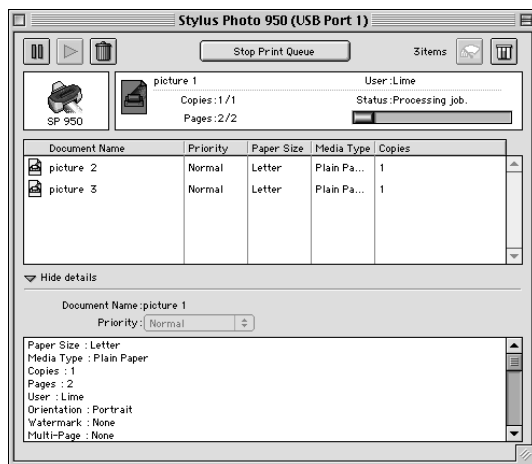 Stylus Photo 950 (USB Port 1)
Stop Print Queue
3items
SP 950
picture 1
User:Lime
Copies:1/1
Status:Processing job.
Pages:2/2
Document Name Priority Paper Size Media Type Copies
picture 2 Normal Letter Plain Pa... 1
picture 3 Normal Letter Plain Pa... 1
Hide details
Document Name:picture 1
Priority: Normal
Paper Size : Letter
Media Type : Plain Paper
Copies : 1
Pages : 2
User : Lime
Orientation : Portrait
Watermark : None
Multi-Page : None